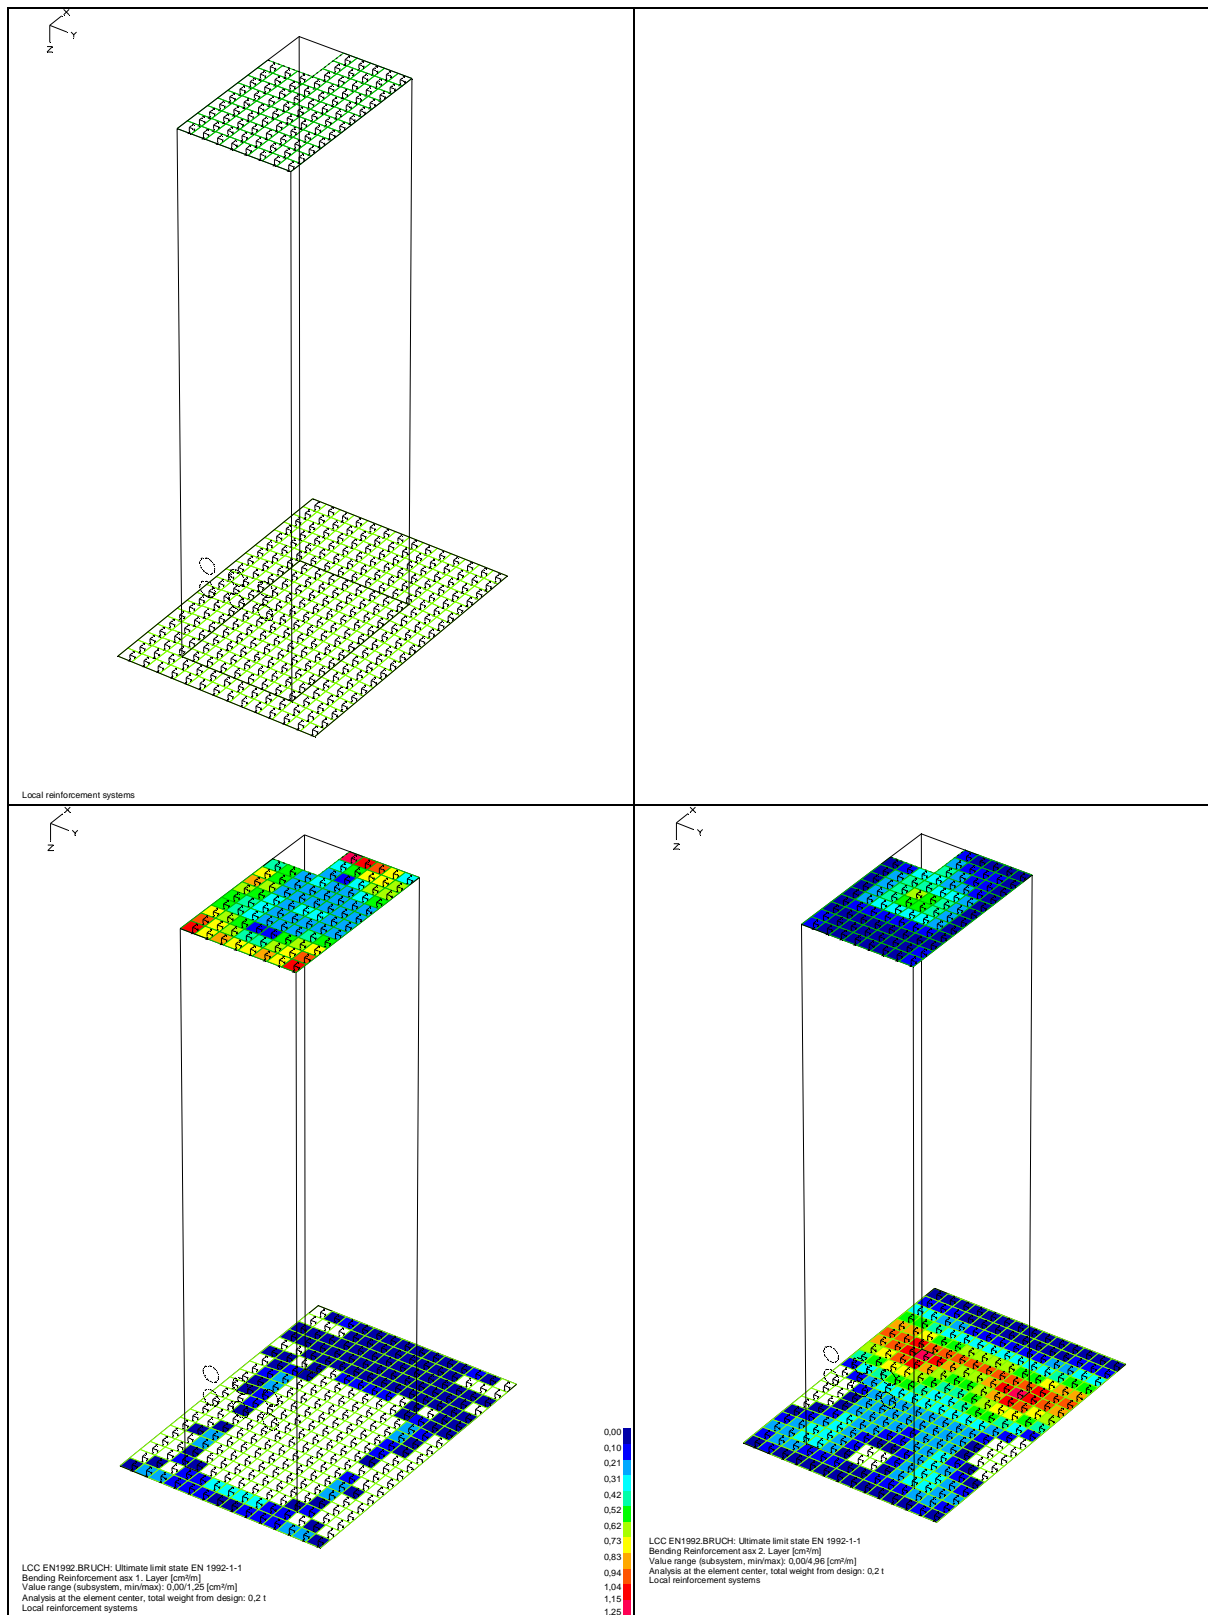 X
Y
Z
Local reinforcement systems
X
Y
Z
0,00
0,10
0,21
0,31
0,42
0,52
0,62
0,73
0,83
0,94
1,04
1,15
1,25
LCC EN1992.BRUCH: Ultimate limit state EN 1992-1-1
Bending Reinforcement asx 1. Layer [cm²/m]
Value range (subsystem, min/max): 0,00/1,25 [cm²/m]
Analysis at the element center, total weight from design: 0,2 t
Local reinforcement systems
X
Y
Z
LCC EN1992.BRUCH: Ultimate limit state EN 1992-1-1
Bending Reinforcement asx 2. Layer [cm²/m]
Value range (subsystem, min/max): 0,00/4,96 [cm²/m]
Analysis at the element center, total weight from design: 0,2 t
Local reinforcement systems